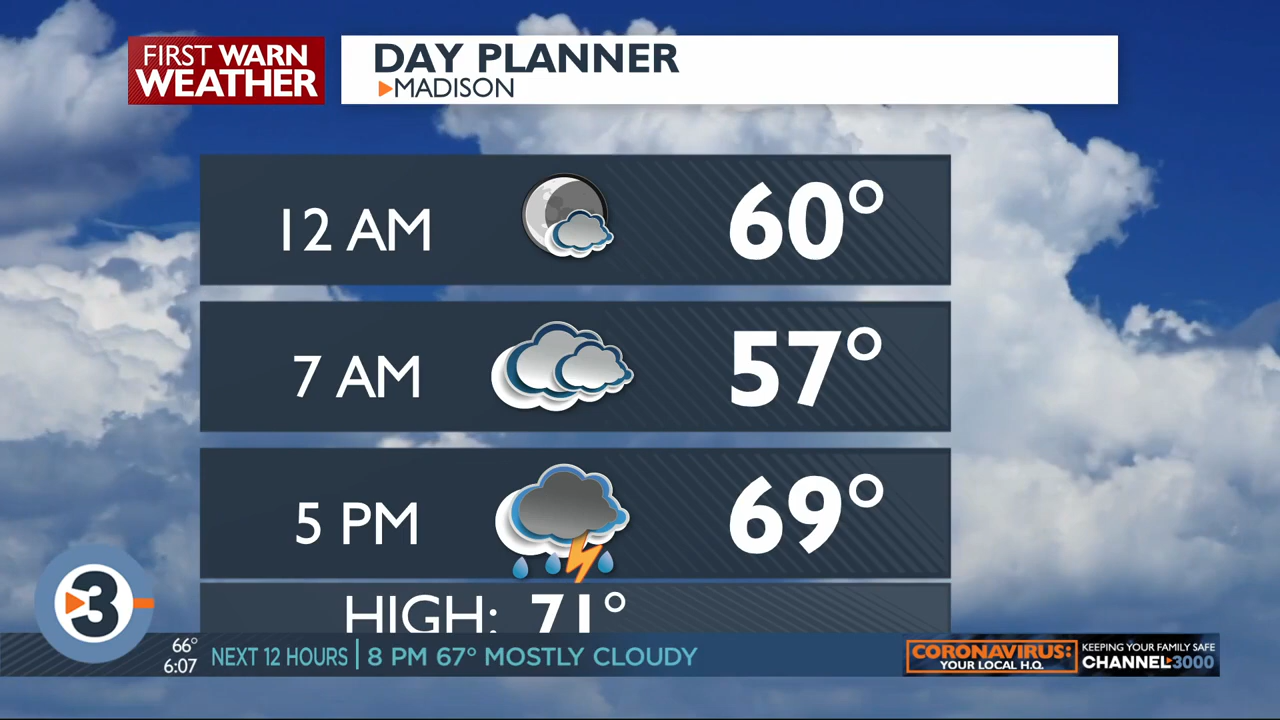 FIRST WARN
WEATHER
DAY PLANNER
MADISON
12 AM 60°
7 AM 57°
5 PM 69°
HIGH: 71°
3
66°
6:07
NEXT 12 HOURS | 8 PM 67° MOSTLY CLOUDY
CORONAVIRUS:
YOUR LOCAL H.Q.
KEEPING YOUR FAMILY SAFE
CHANNEL3000